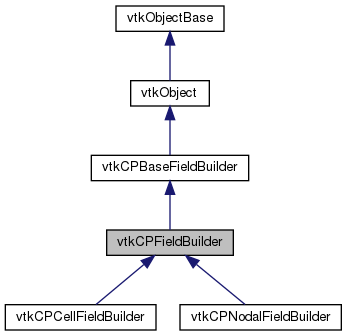 vtkObjectBase
vtkObject
vtkCPBaseFieldBuilder
vtkCPFieldBuilder
vtkCPCellFieldBuilder
vtkCPNodalFieldBuilder